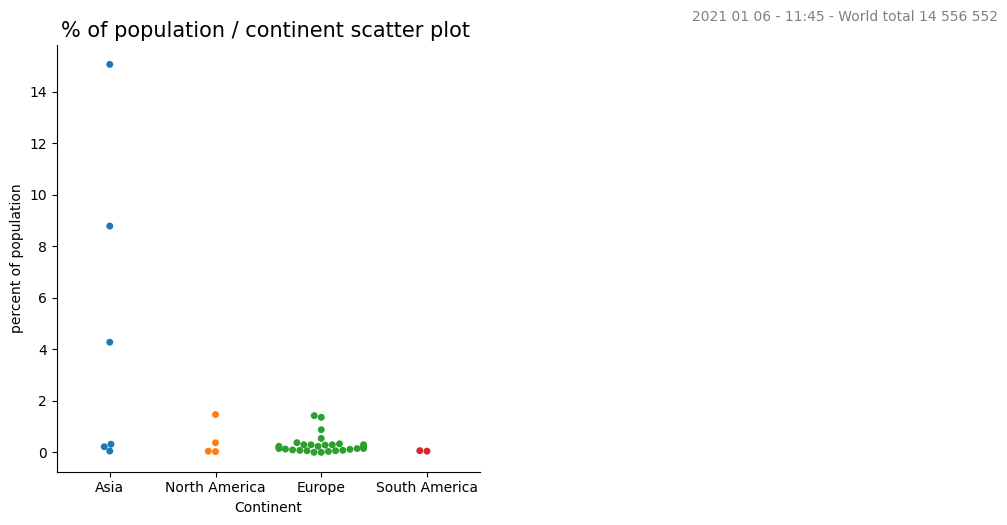 2021 01 06 - 11:45 - World total 14 556 552
% of population / continent scatter plot
percent of population
14
12
10
8
6
4
2
0
Asia North America Europe South America
Continent